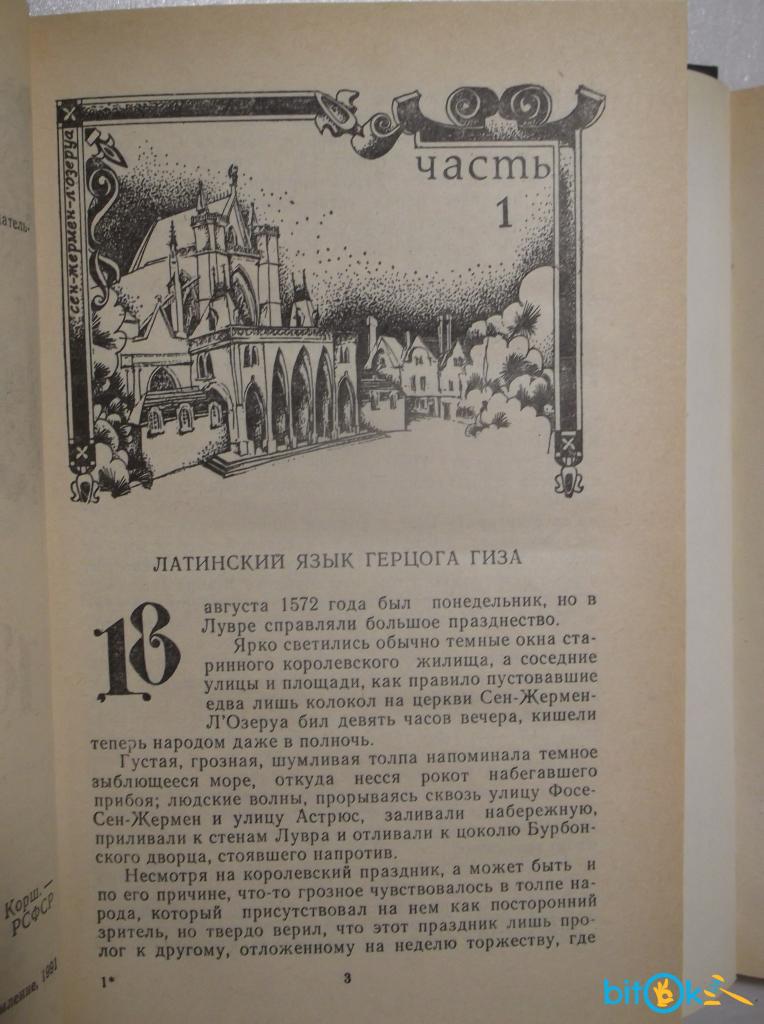 атель-
Корш. —
РСФСР
мление, 1991
сен-жермен-л'озеруа
часть
1
ЛАТИНСКИЙ ЯЗЫК ГЕРЦОГА ГИЗА
18 августа 1572 года был понедельник, но в
Лувре справляли большое празднество.
Ярко светились обычно темные окна ста-
ринного королевского жилища, а соседние
улицы и площади, как правило пустовавшие
едва лишь колокол на церкви Сен-Жермен-
Л'Озеруа бил девять часов вечера, кишели
теперь народом даже в полночь.
Густая, грозная, шумливая толпа напоминала темное
зыблющееся море, откуда несся рокот набегавшего
прибоя; людские волны, прорываясь сквозь улицу Фосе-
Сен-Жермен и улицу Астрюс, заливали набережную,
приливали к стенам Лувра и отливали к цоколю Бурбон-
ского дворца, стоявшего напротив.
Несмотря на королевский праздник, а может быть и
по его причине, что-то грозное чувствовалось в толпе на-
рода, который присутствовал на нем как посторонний
зритель, но твердо верил, что этот праздник лишь про-
лог к другому, отложенному на неделю торжеству, где
1*
3
bitOk